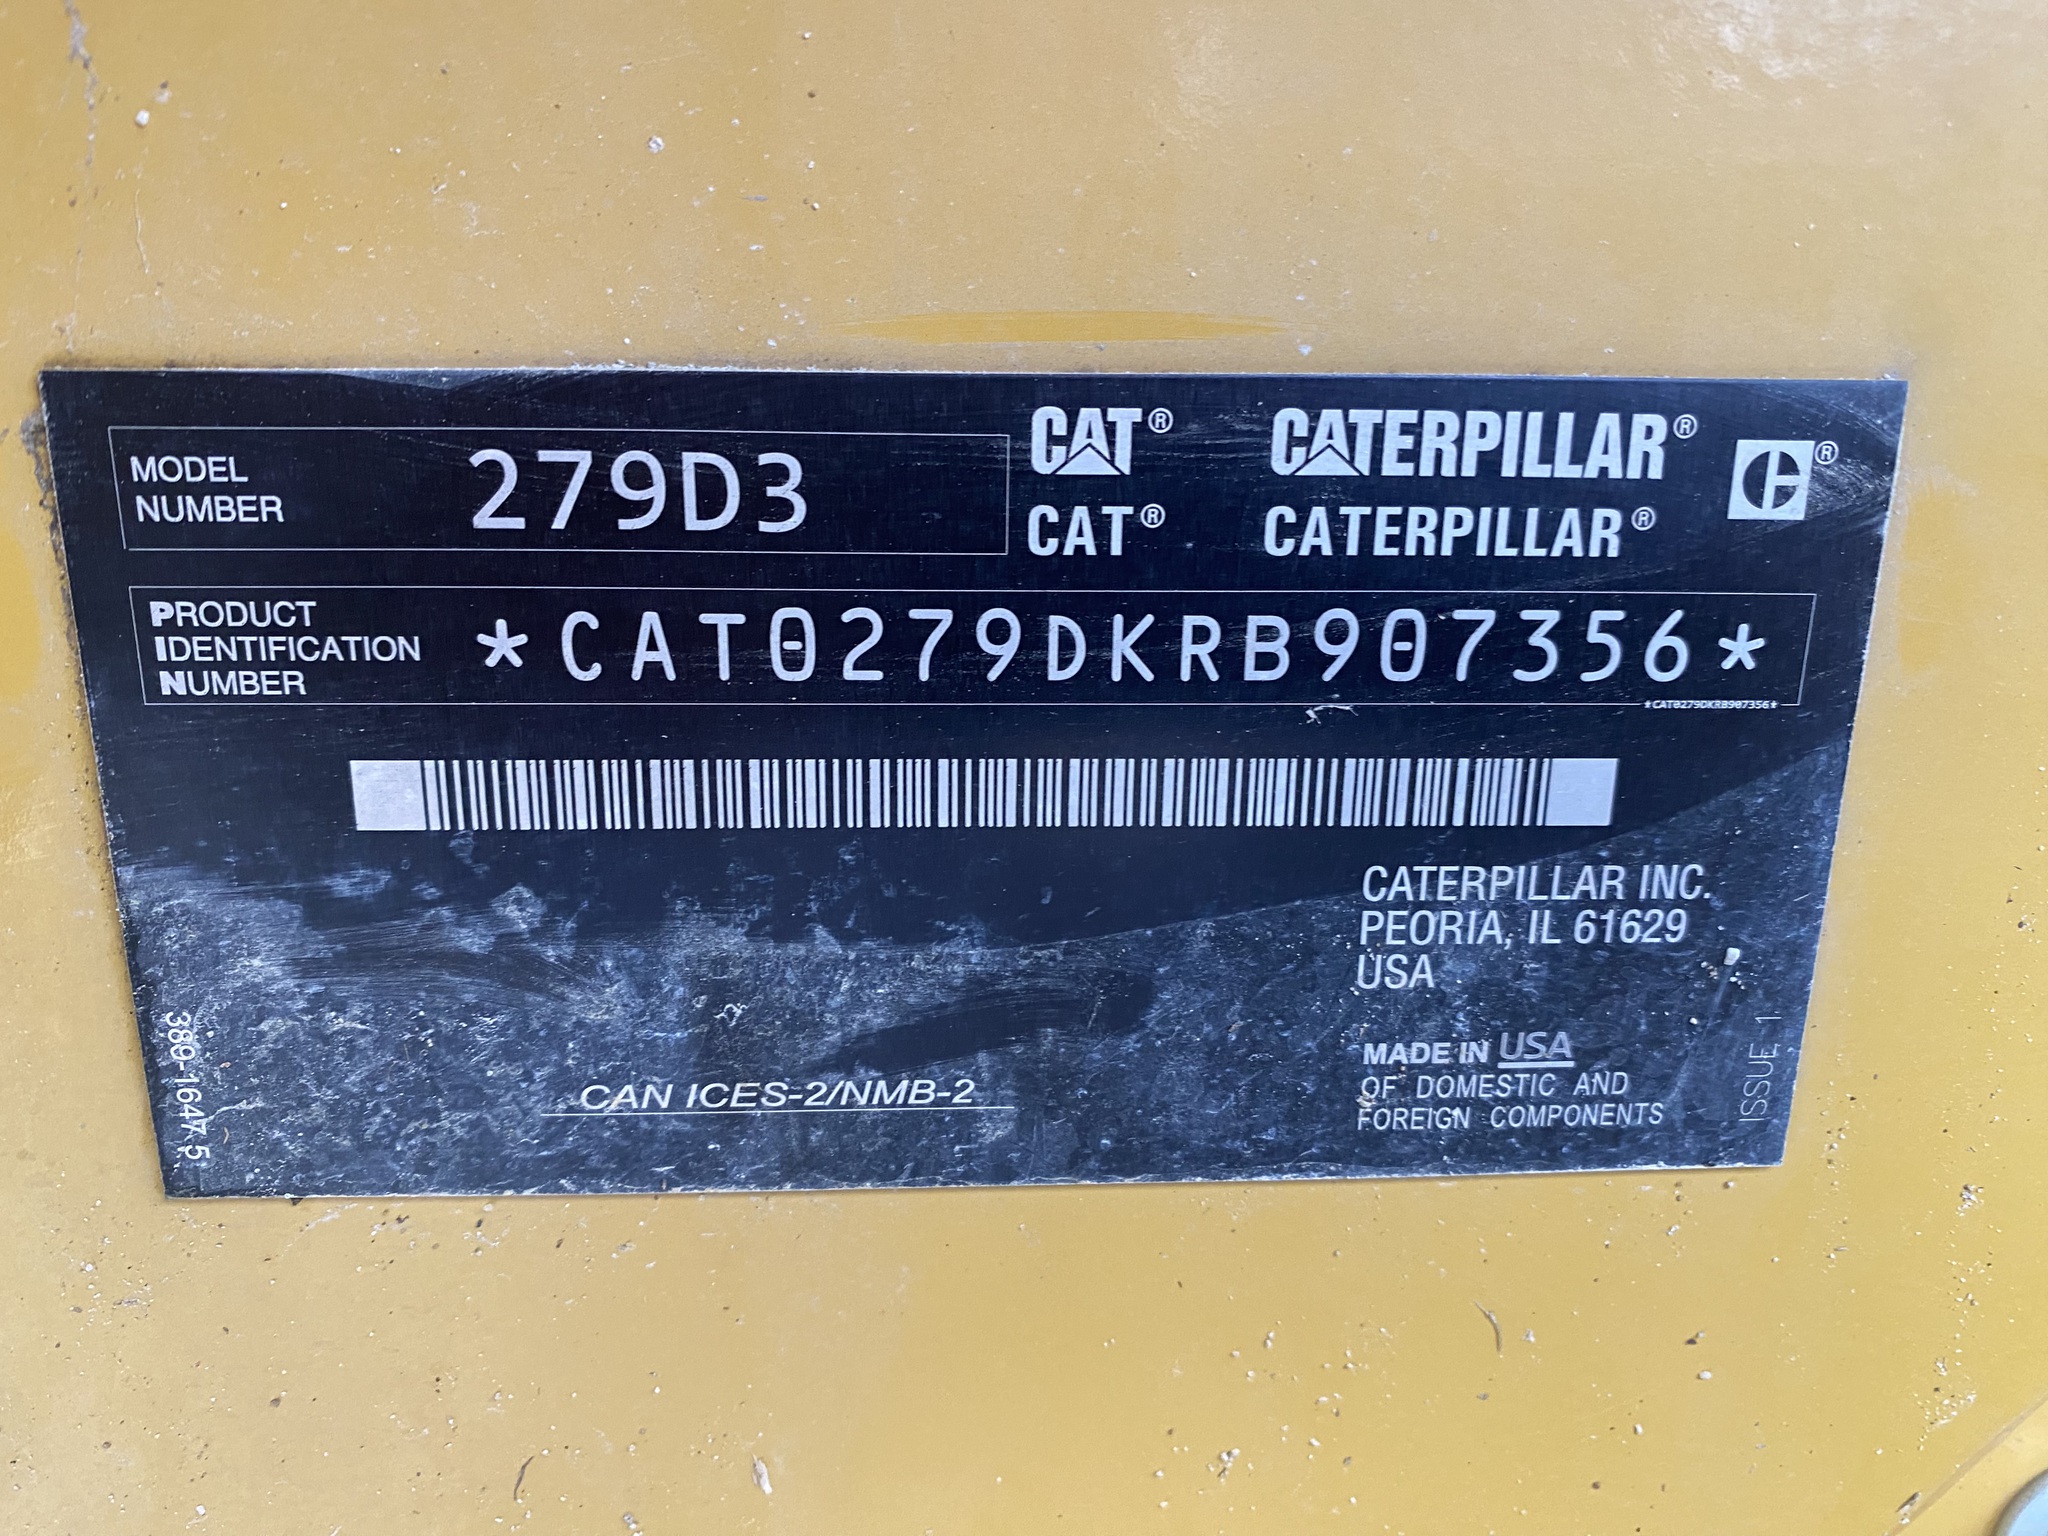 MODEL NUMBER 279D3
CAT® CATERPILLAR® ®
CAT® CATERPILLAR®
PRODUCT IDENTIFICATION NUMBER *CAT0279DKRB907356*
*CAT0279DKRB907356*
CATERPILLAR INC.
PEORIA, IL 61629
USA
MADE IN USA
OF DOMESTIC AND
FOREIGN COMPONENTS
CAN ICES-2/NMB-2
389-1647 5
ISSUE 1